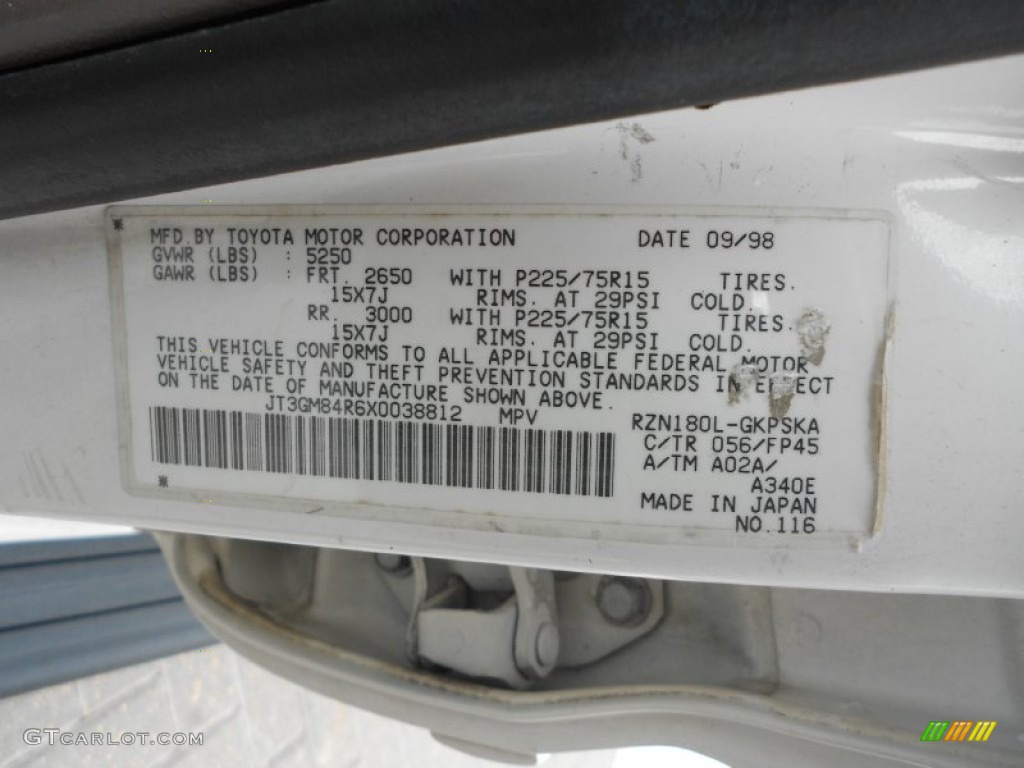 MFD.BY TOYOTA MOTOR CORPORATION DATE 09/98
GVWR (LBS) : 5250
GAWR (LBS) : FRT. 2650 WITH P225/75R15 TIRES.
15X7J RIMS. AT 29PSI COLD.
RR. 3000 WITH P225/75R15 TIRES.
15X7J RIMS. AT 29PSI COLD.
THIS VEHICLE CONFORMS TO ALL APPLICABLE FEDERAL MOTOR
VEHICLE SAFETY AND THEFT PREVENTION STANDARDS IN EFFECT
ON THE DATE OF MANUFACTURE SHOWN ABOVE.
JT3GM84R6X0038812 MPV RZN180L-GKPSKA
C/TR 056/FP45
A/TM A02A/
A340E
MADE IN JAPAN
NO.116
GTCARLOT.COM